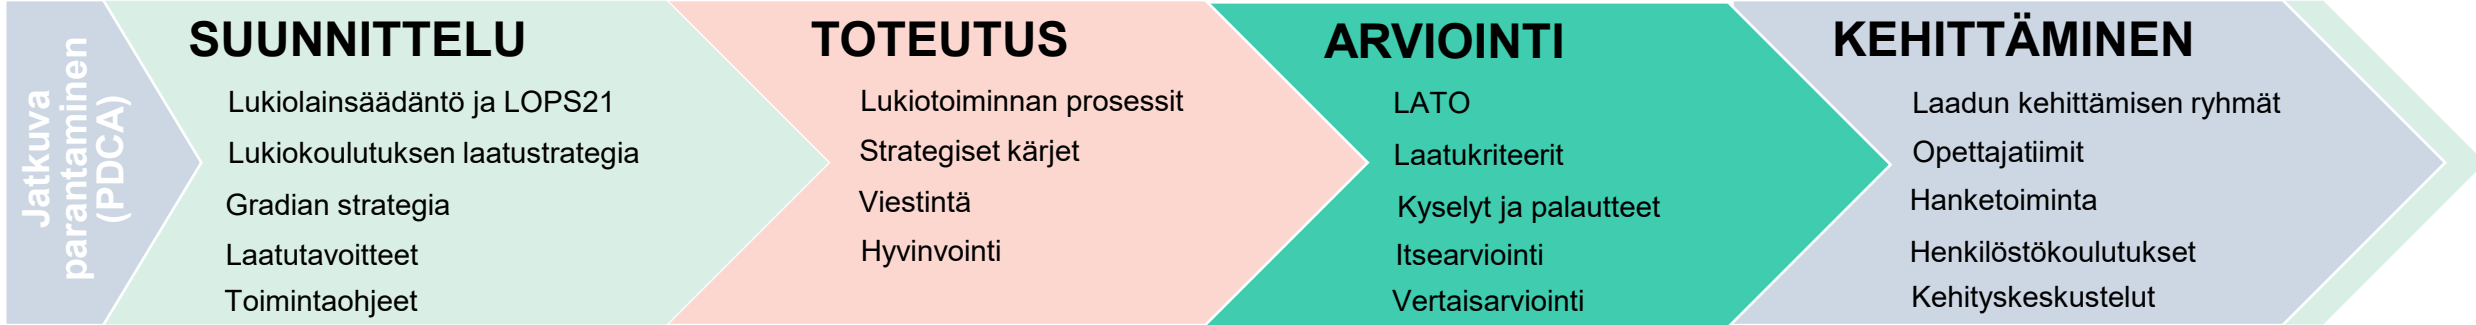 Jatkuva
parantaminen
(PDCA)
SUUNNITTELU
Lukiolainsäädäntö ja LOPS21
Lukiokoulutuksen laatustrategia
Gradian strategia
Laatutavoitteet
Toimintaohjeet
TOTEUTUS
Lukiotoiminnan prosessit
Strategiset kärjet
Viestintä
Hyvinvointi
ARVIOINTI
LATO
Laatukriteerit
Kyselyt ja palautteet
Itsearviointi
Vertaisarviointi
KEHITTÄMINEN
Laadun kehittämisen ryhmät
Opettajatiimit
Hanketoiminta
Henkilöstökoulutukset
Kehityskeskustelut